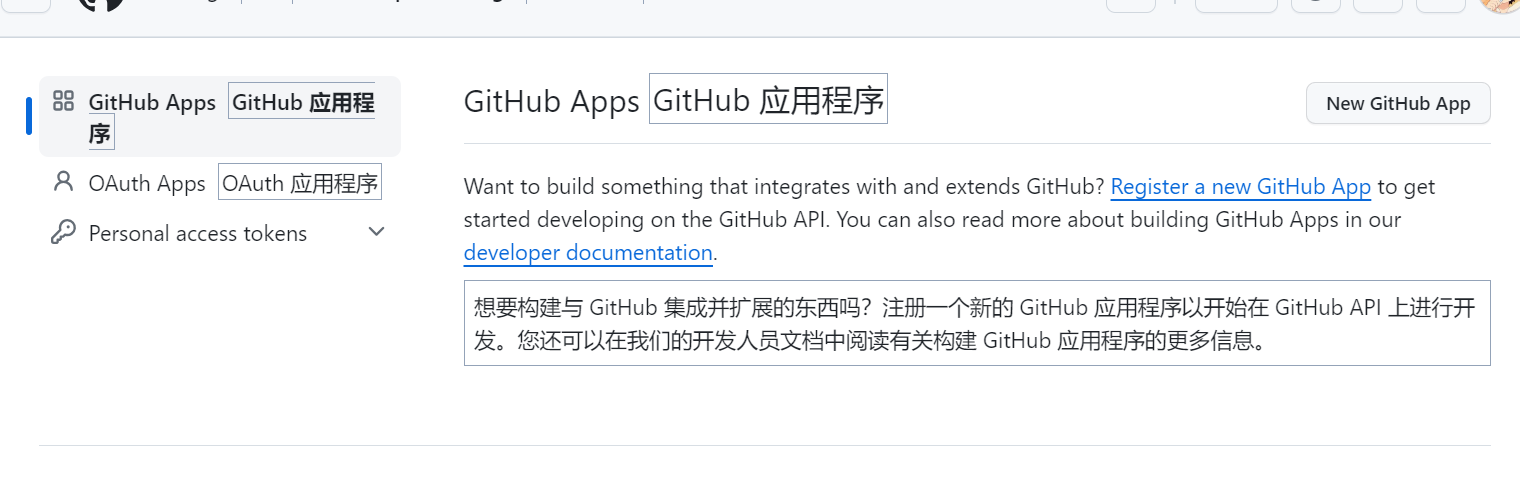 GitHub Apps GitHub 应用程
序
OAuth Apps OAuth 应用程序
Personal access tokens
GitHub Apps GitHub 应用程序
New GitHub App
Want to build something that integrates with and extends GitHub? Register a new GitHub App to get
started developing on the GitHub API. You can also read more about building GitHub Apps in our
developer documentation.
想要构建与 GitHub 集成并扩展的东西吗？注册一个新的 GitHub 应用程序以开始在 GitHub API 上进行开
发。您还可以在我们的开发人员文档中阅读有关构建 GitHub 应用程序的更多信息。